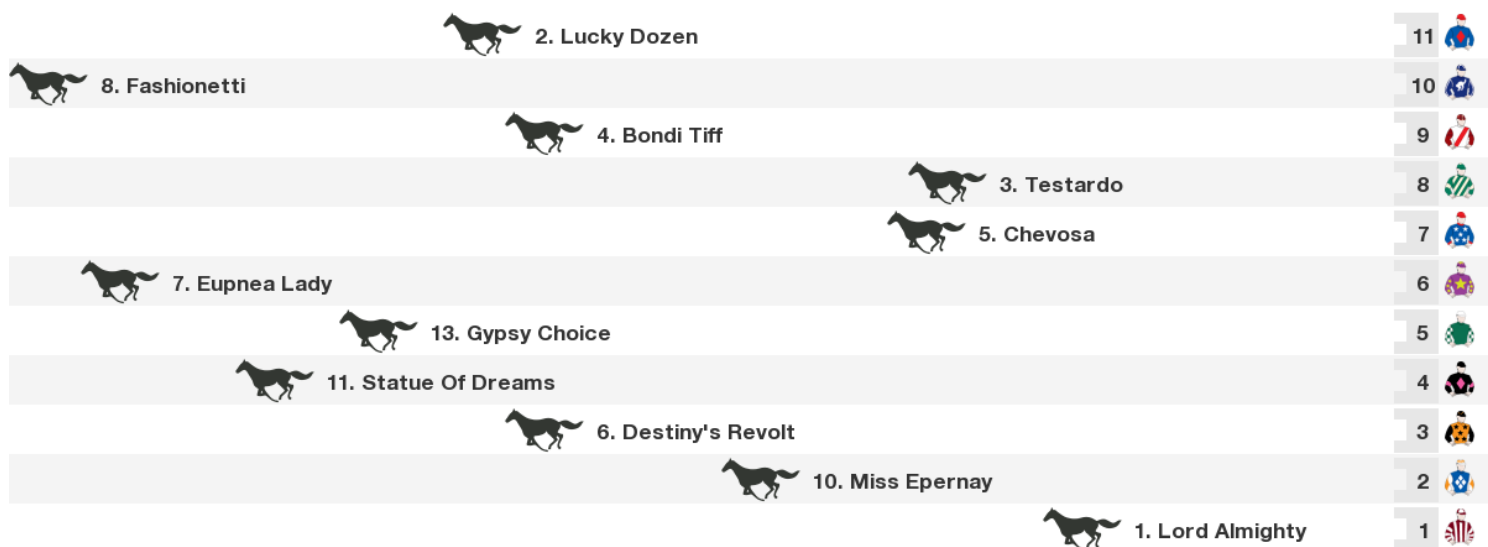 2. Lucky Dozen 11
8. Fashionetti 10
4. Bondi Tiff 9
3. Testardo 8
5. Chevosa 7
7. Eupnea Lady 6
13. Gypsy Choice 5
11. Statue Of Dreams 4
6. Destiny's Revolt 3
10. Miss Epernay 2
1. Lord Almighty 1